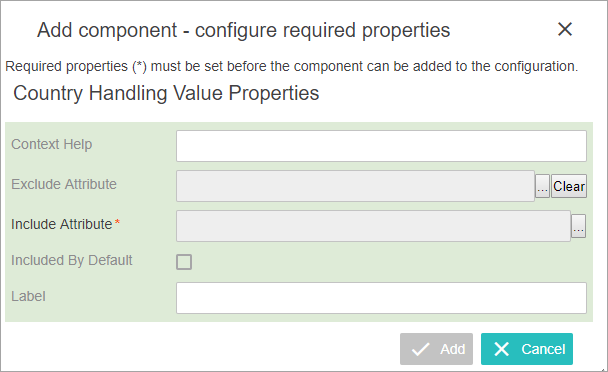 Add component - configure required properties
Required properties (*) must be set before the component can be added to the configuration.
Country Handling Value Properties
Context Help
Exclude Attribute ... Clear
Include Attribute * ...
Included By Default
Label
Add Cancel